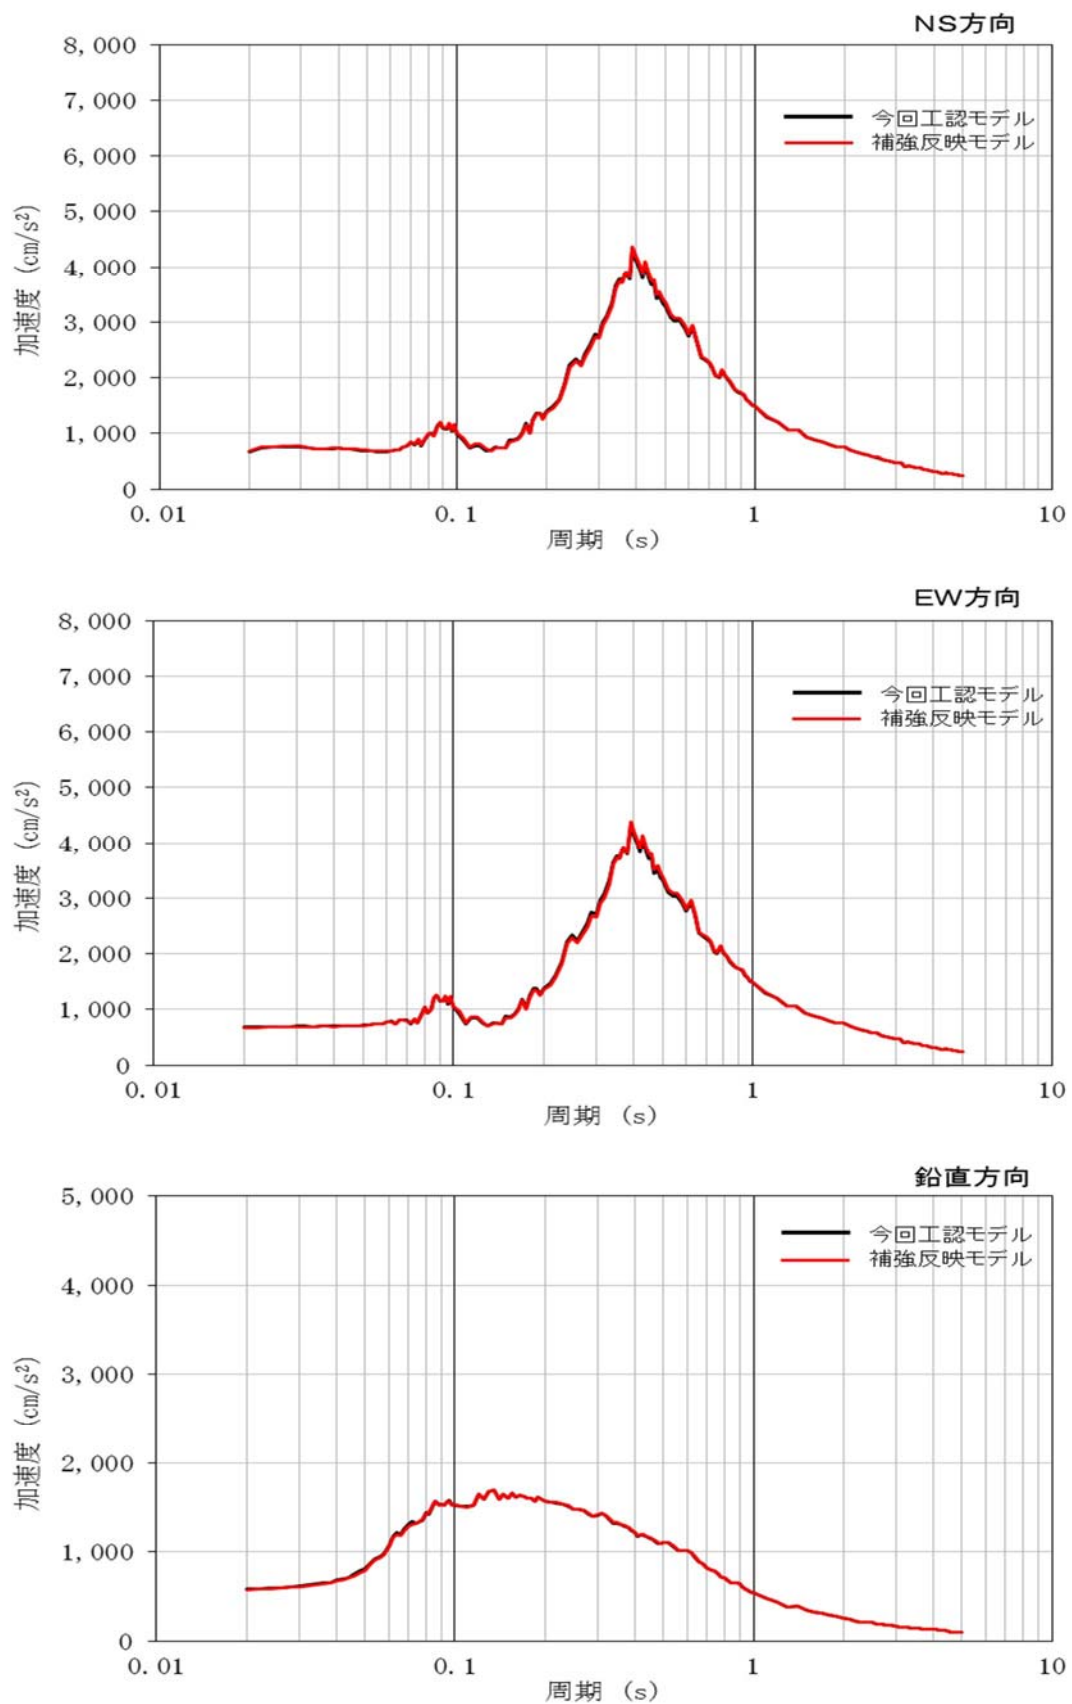 NS方向
8,000
7,000
6,000
5,000
4,000
3,000
2,000
1,000
0
加速度 (cm/s²)
今回工認モデル
補強反映モデル
0.01 0.1 1 10
周期 (s)
EW方向
8,000
7,000
6,000
5,000
4,000
3,000
2,000
1,000
0
加速度 (cm/s²)
今回工認モデル
補強反映モデル
0.01 0.1 1 10
周期 (s)
鉛直方向
5,000
4,000
3,000
2,000
1,000
0
加速度 (cm/s²)
今回工認モデル
補強反映モデル
0.01 0.1 1 10
周期 (s)